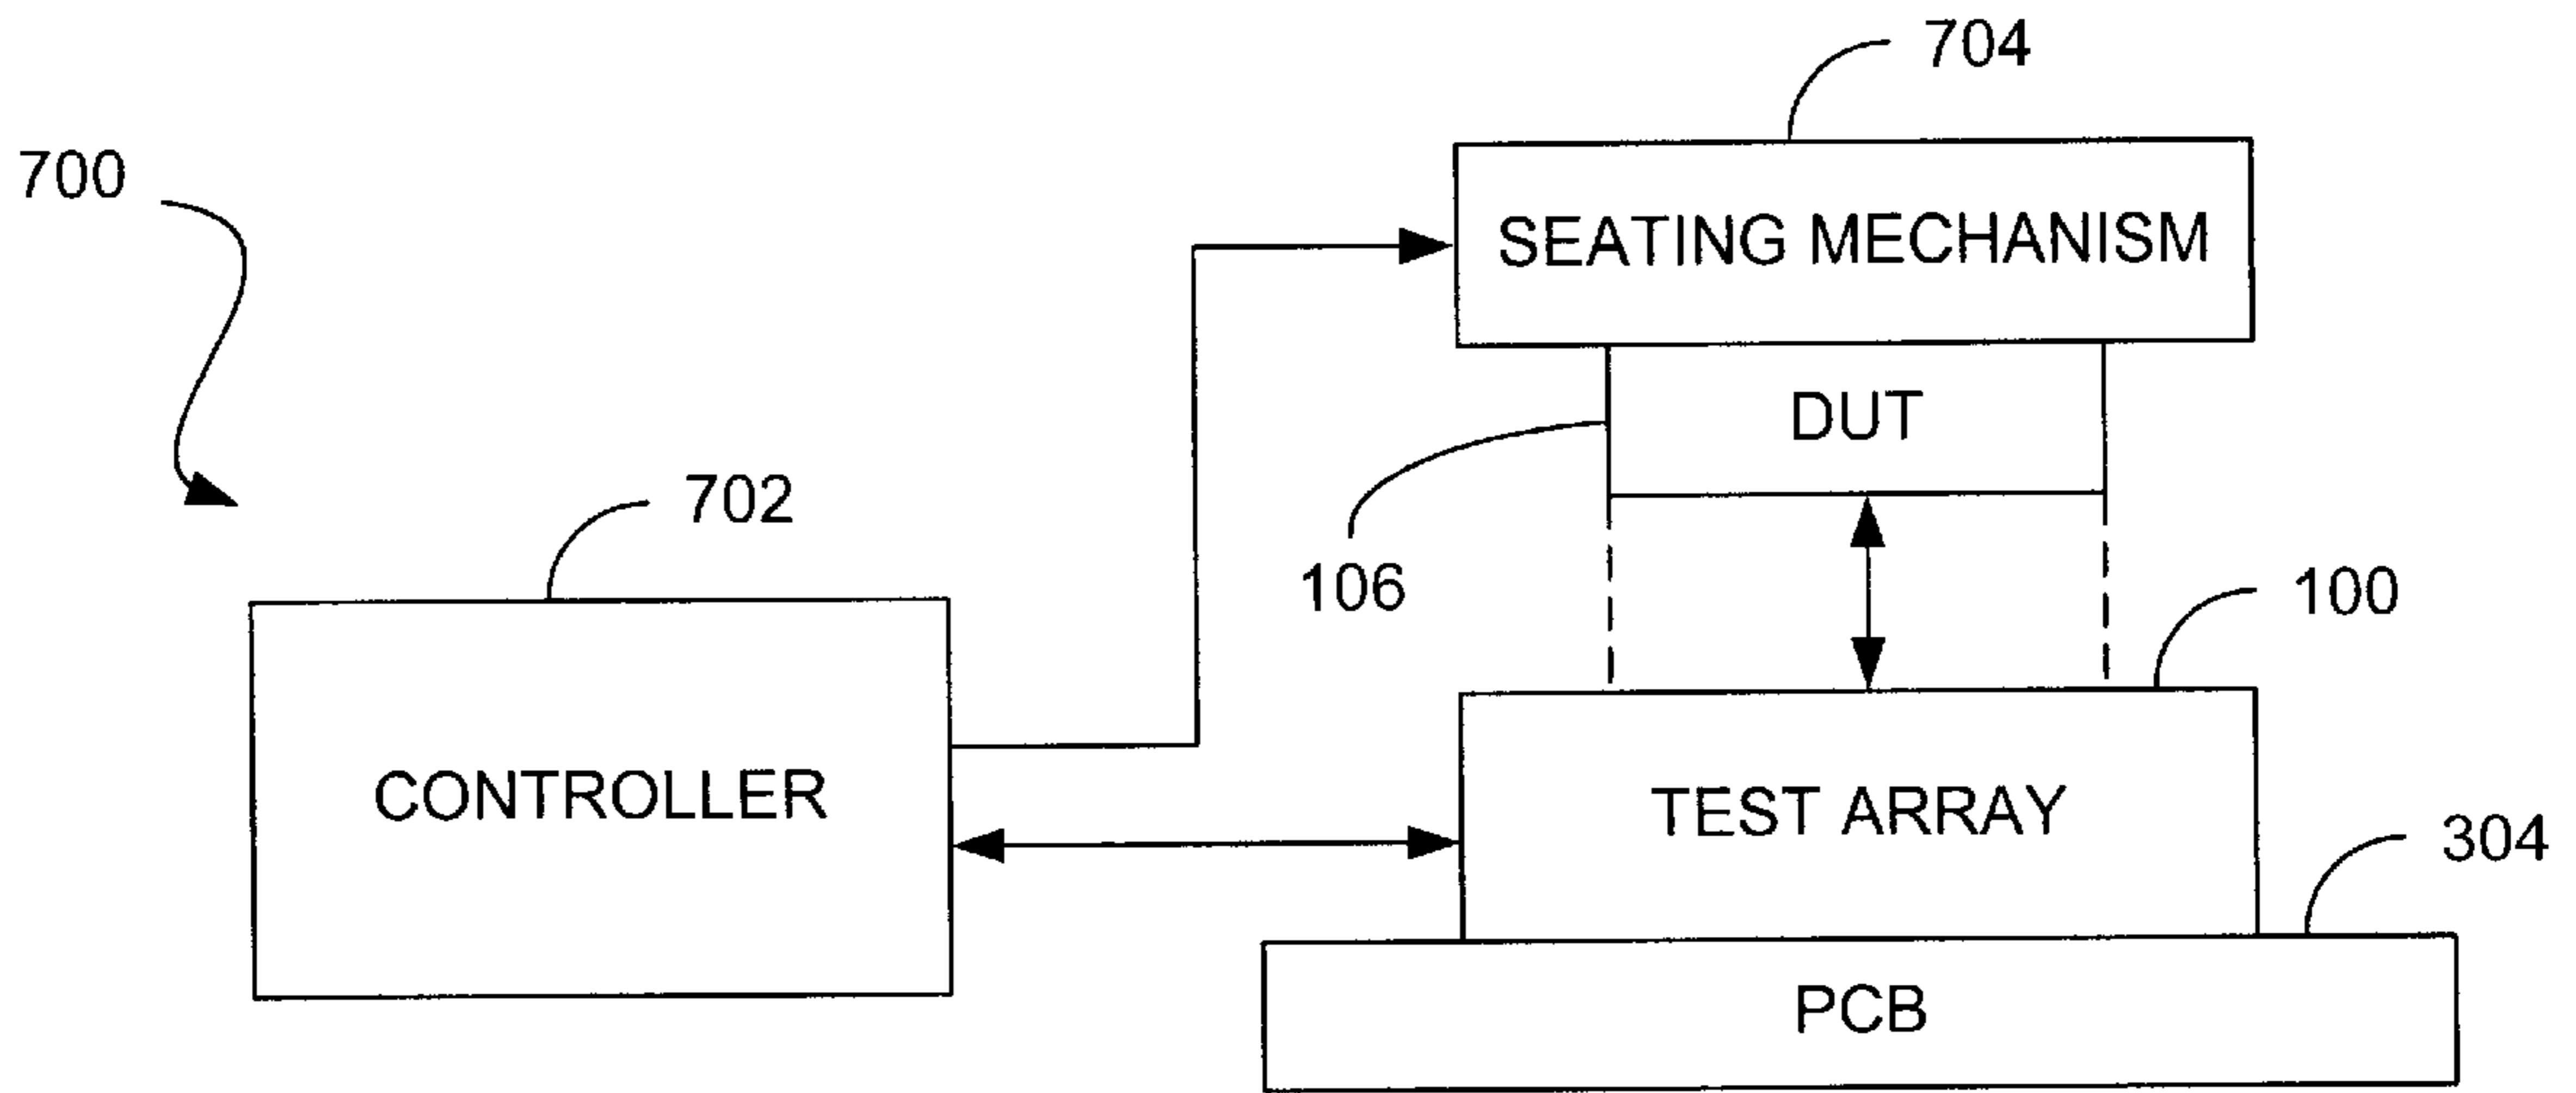 704
700
SEATING MECHANISM
DUT
702
106
100
CONTROLLER
TEST ARRAY
304
PCB